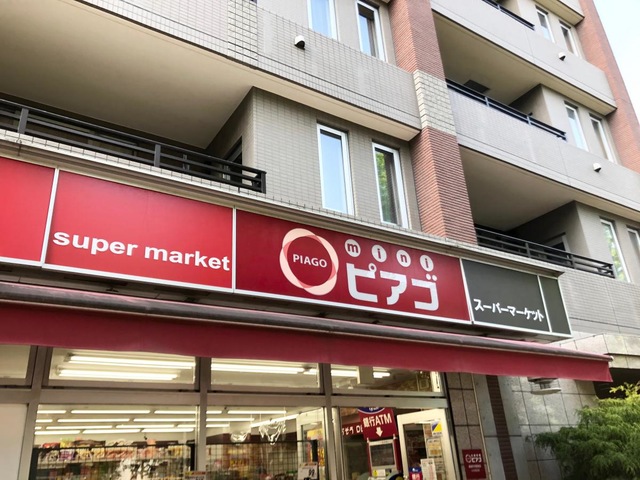 super market
PIAGO
mini
ピアゴ
スーパーマーケット
銀行ATM